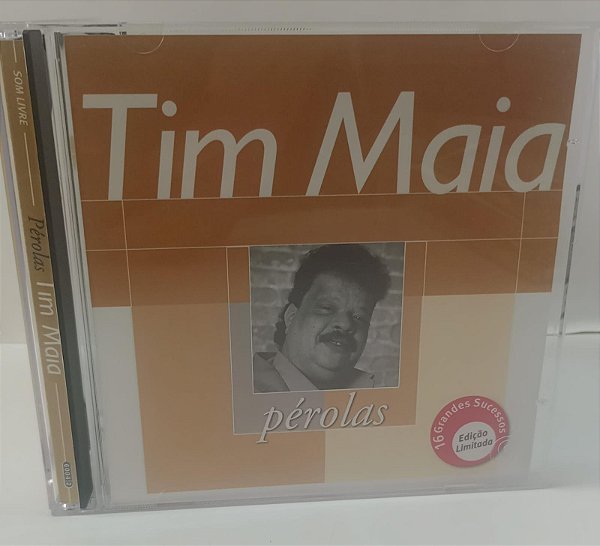 Tim Maia
pérolas
16 Grandes Sucessos
Edição
Limitada
SOM LIVRE
Pérolas Tim Maia